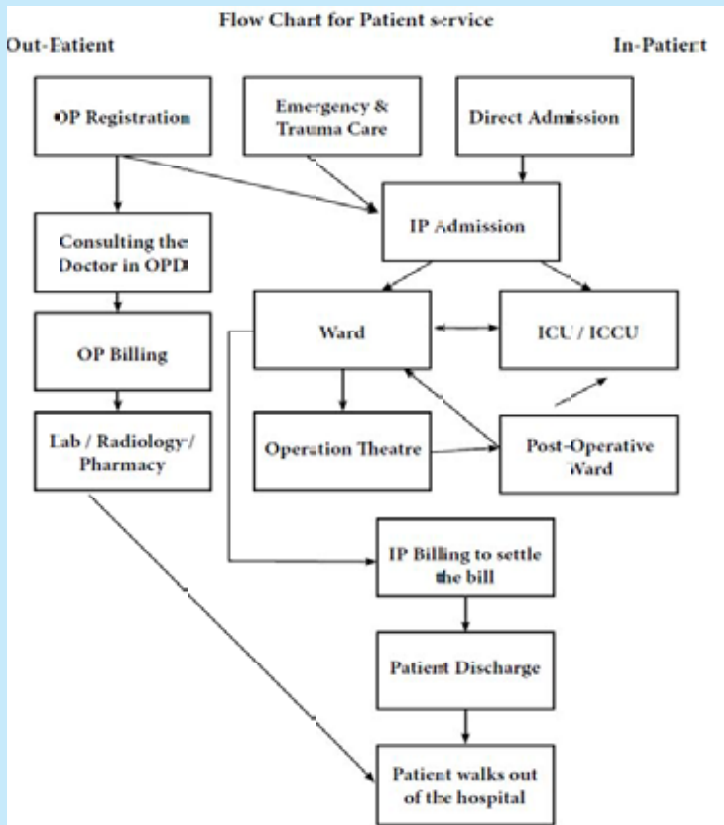 Flow Chart for Patient service
Out-Eatient
In-Patient
OP Registration
Emergency &
Trauma Care
Direct Admission
IP Admission
Consulting the
Doctor in OPD
Ward
ICU / ICCU
OP Billing
Lab / Radiology/
Pharmacy
Operation Theatre
Post-Operative
Ward
IP Billing to settle
the bill
Patient Discharge
Patient walks out
of the hospital